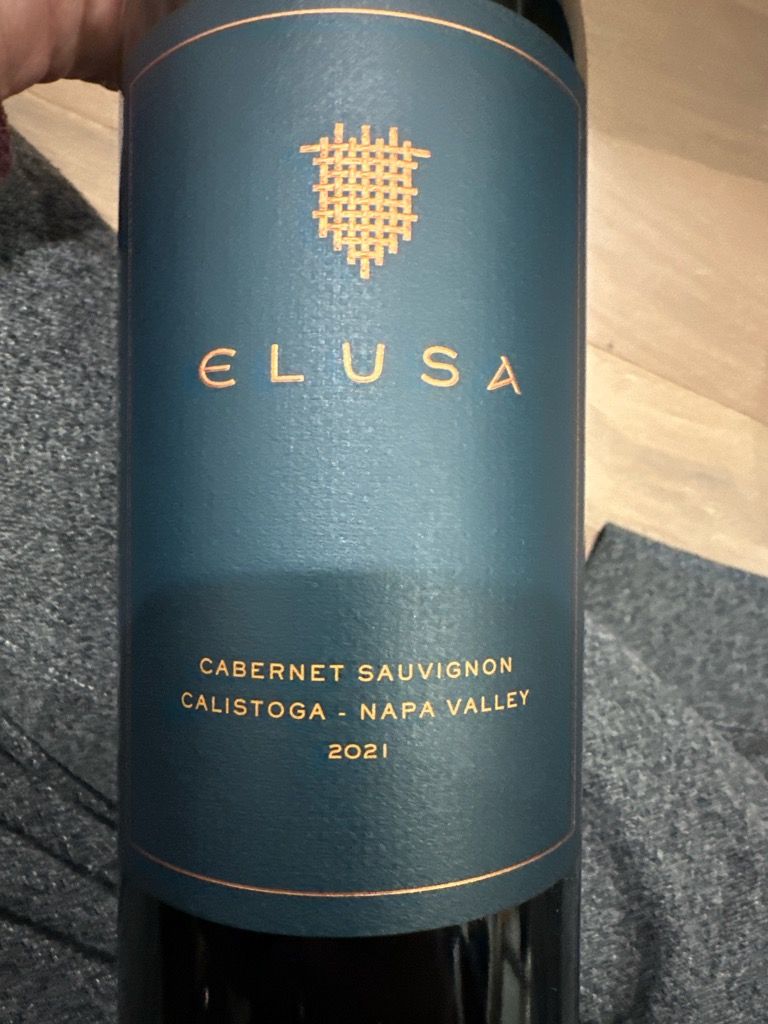 ELUSA
CABERNET SAUVIGNON
CALISTOGA - NAPA VALLEY
2021